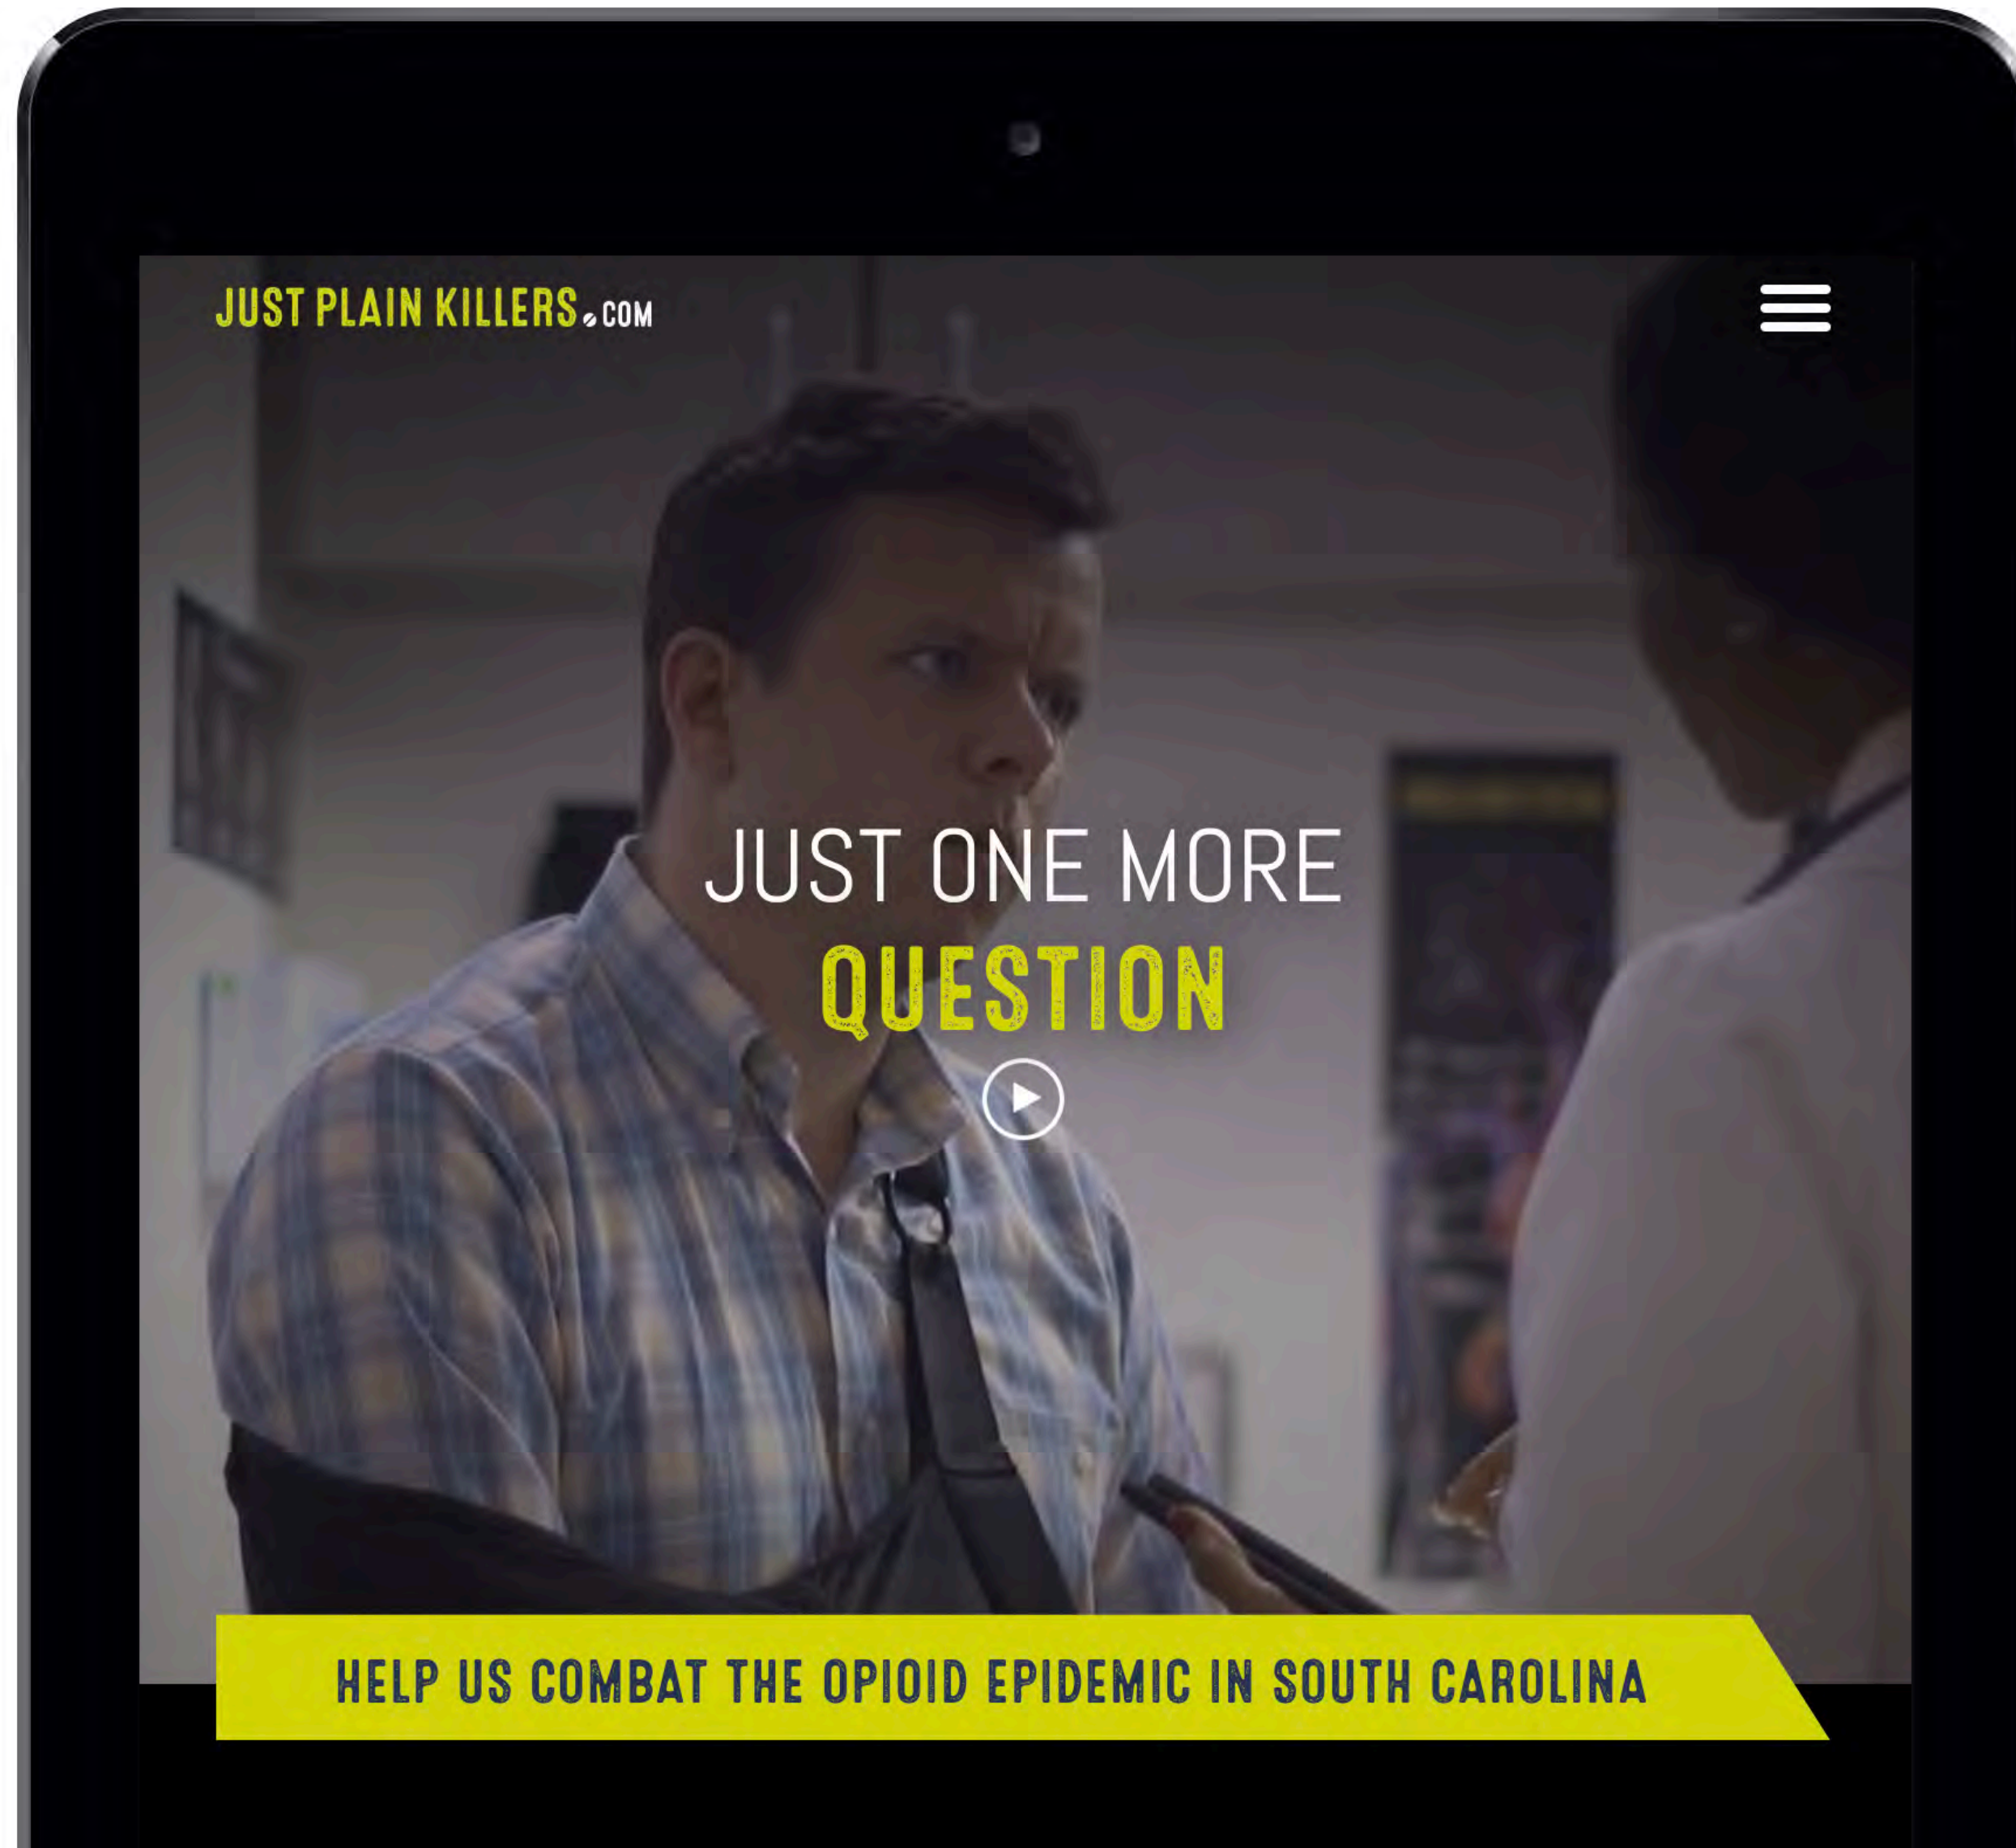 JUST PLAIN KILLERS.COM
JUST ONE MORE
QUESTION
HELP US COMBAT THE OPIOID EPIDEMIC IN SOUTH CAROLINA